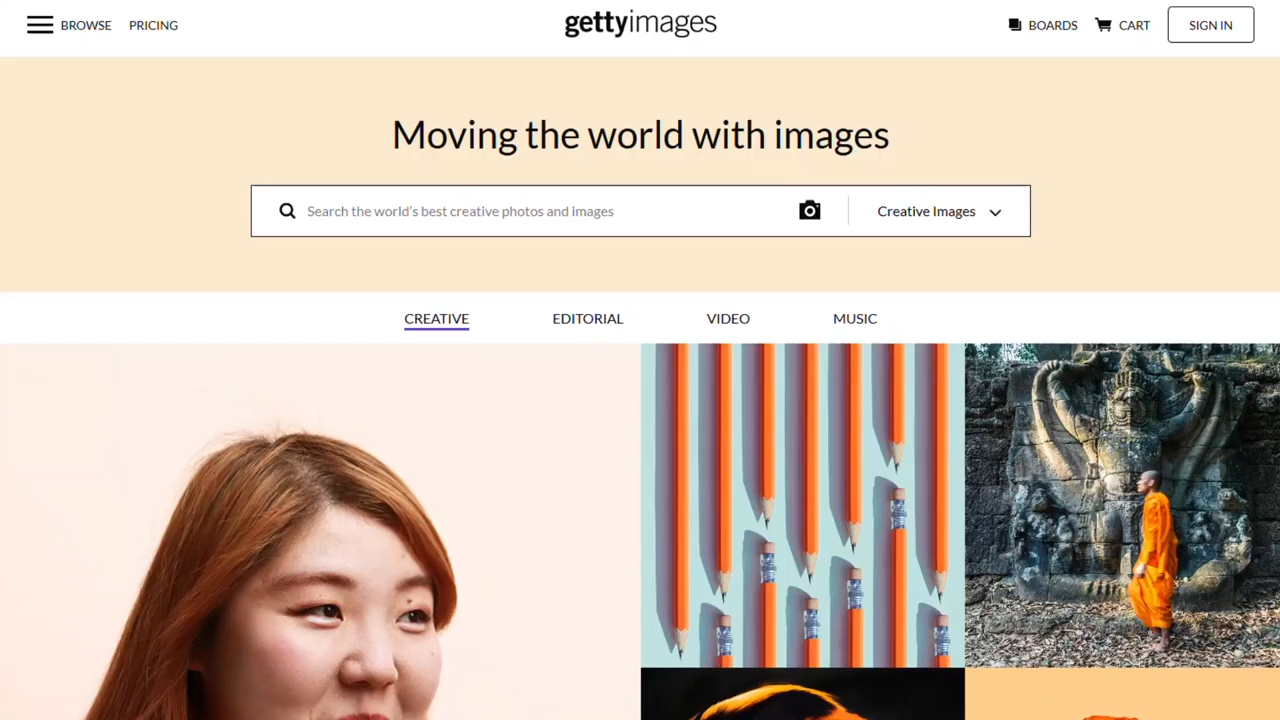 BROWSE PRICING gettyimages BOARDS CART SIGN IN
Moving the world with images
Search the world's best creative photos and images Creative Images
CREATIVE EDITORIAL VIDEO MUSIC